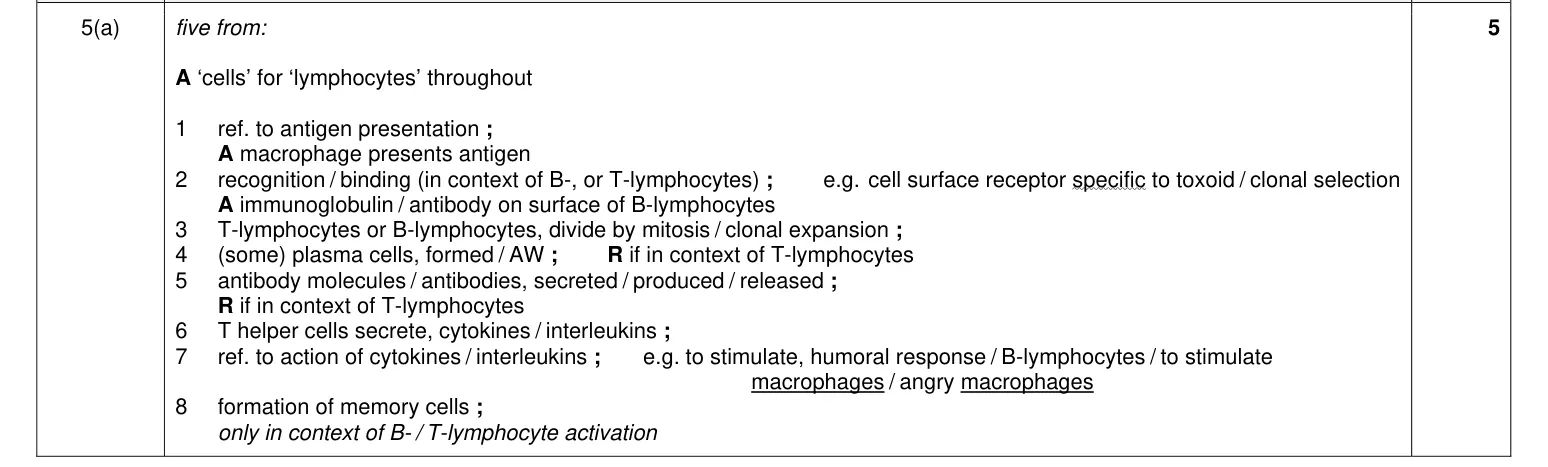 5(a) five from: 5
A ‘cells’ for ‘lymphocytes’ throughout
1 ref. to antigen presentation ;
A macrophage presents antigen
2 recognition / binding (in context of B-, or T-lymphocytes) ; e.g. cell surface receptor specific to toxoid / clonal selection
A immunoglobulin / antibody on surface of B-lymphocytes
3 T-lymphocytes or B-lymphocytes, divide by mitosis / clonal expansion ;
4 (some) plasma cells, formed / AW ; R if in context of T-lymphocytes
5 antibody molecules / antibodies, secreted / produced / released ;
R if in context of T-lymphocytes
6 T helper cells secrete, cytokines / interleukins ;
7 ref. to action of cytokines / interleukins ; e.g. to stimulate, humoral response / B-lymphocytes / to stimulate
macrophages / angry macrophages
8 formation of memory cells ;
only in context of B- / T-lymphocyte activation